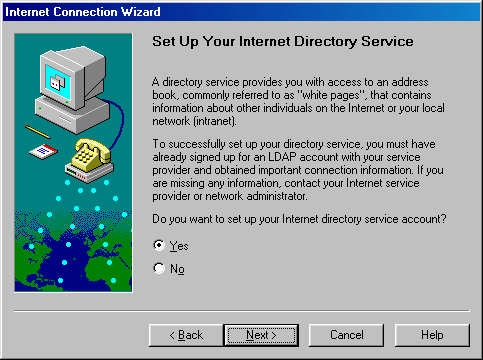 Internet Connection Wizard
Set Up Your Internet Directory Service
A directory service provides you with access to an address
book, commonly referred to as "white pages", that contains
information about other individuals on the Internet or your local
network (intranet).
To successfully set up your directory service, you must have
already signed up for an LDAP account with your service
provider and obtained important connection information. If you
are missing any information, contact your Internet service
provider or network administrator.
Do you want to set up your Internet directory service account?
Yes
No
< Back Next > Cancel Help